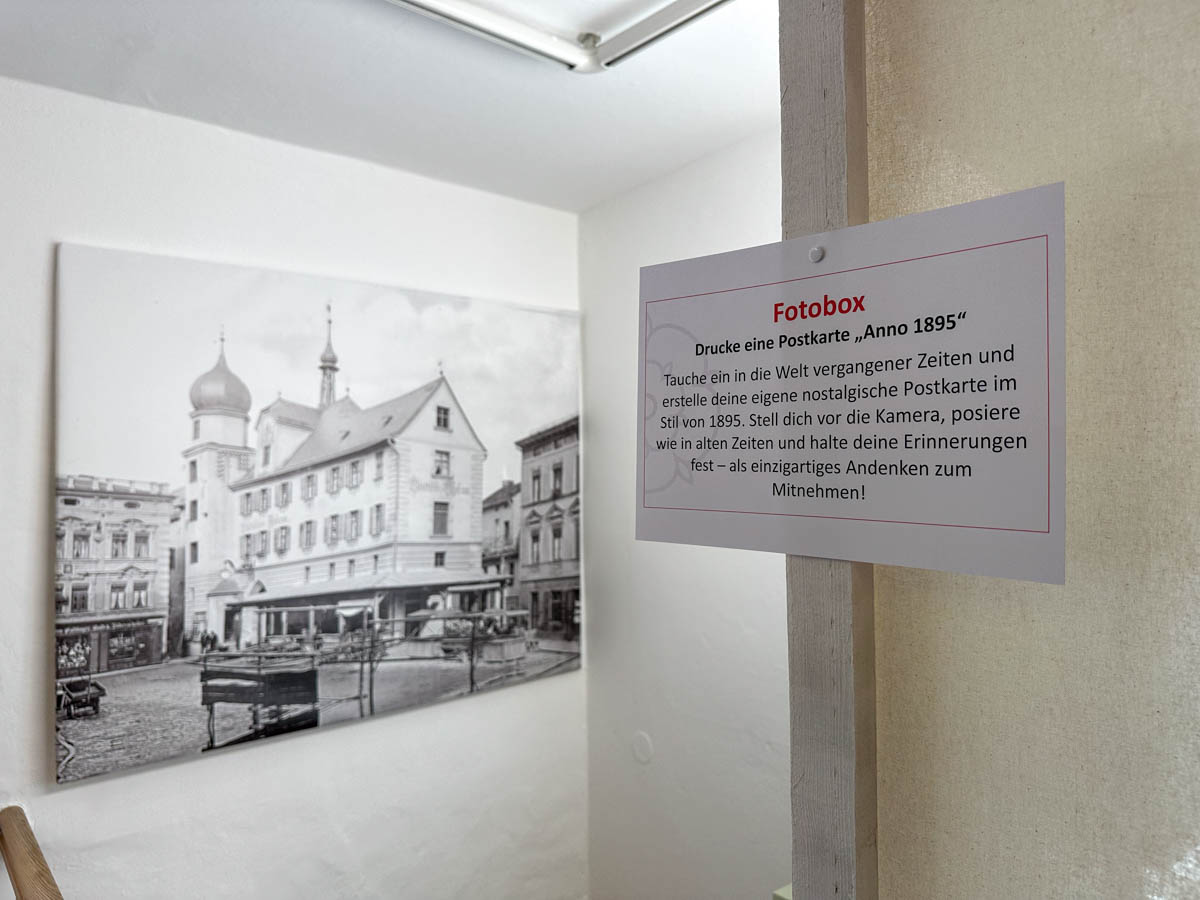 Fotobox
Drucke eine Postkarte „Anno 1895“
Tauche ein in die Welt vergangener Zeiten und
erstelle deine eigene nostalgische Postkarte im
Stil von 1895. Stell dich vor die Kamera, posiere
wie in alten Zeiten und halte deine Erinnerungen
fest – als einzigartiges Andenken zum
Mitnehmen!